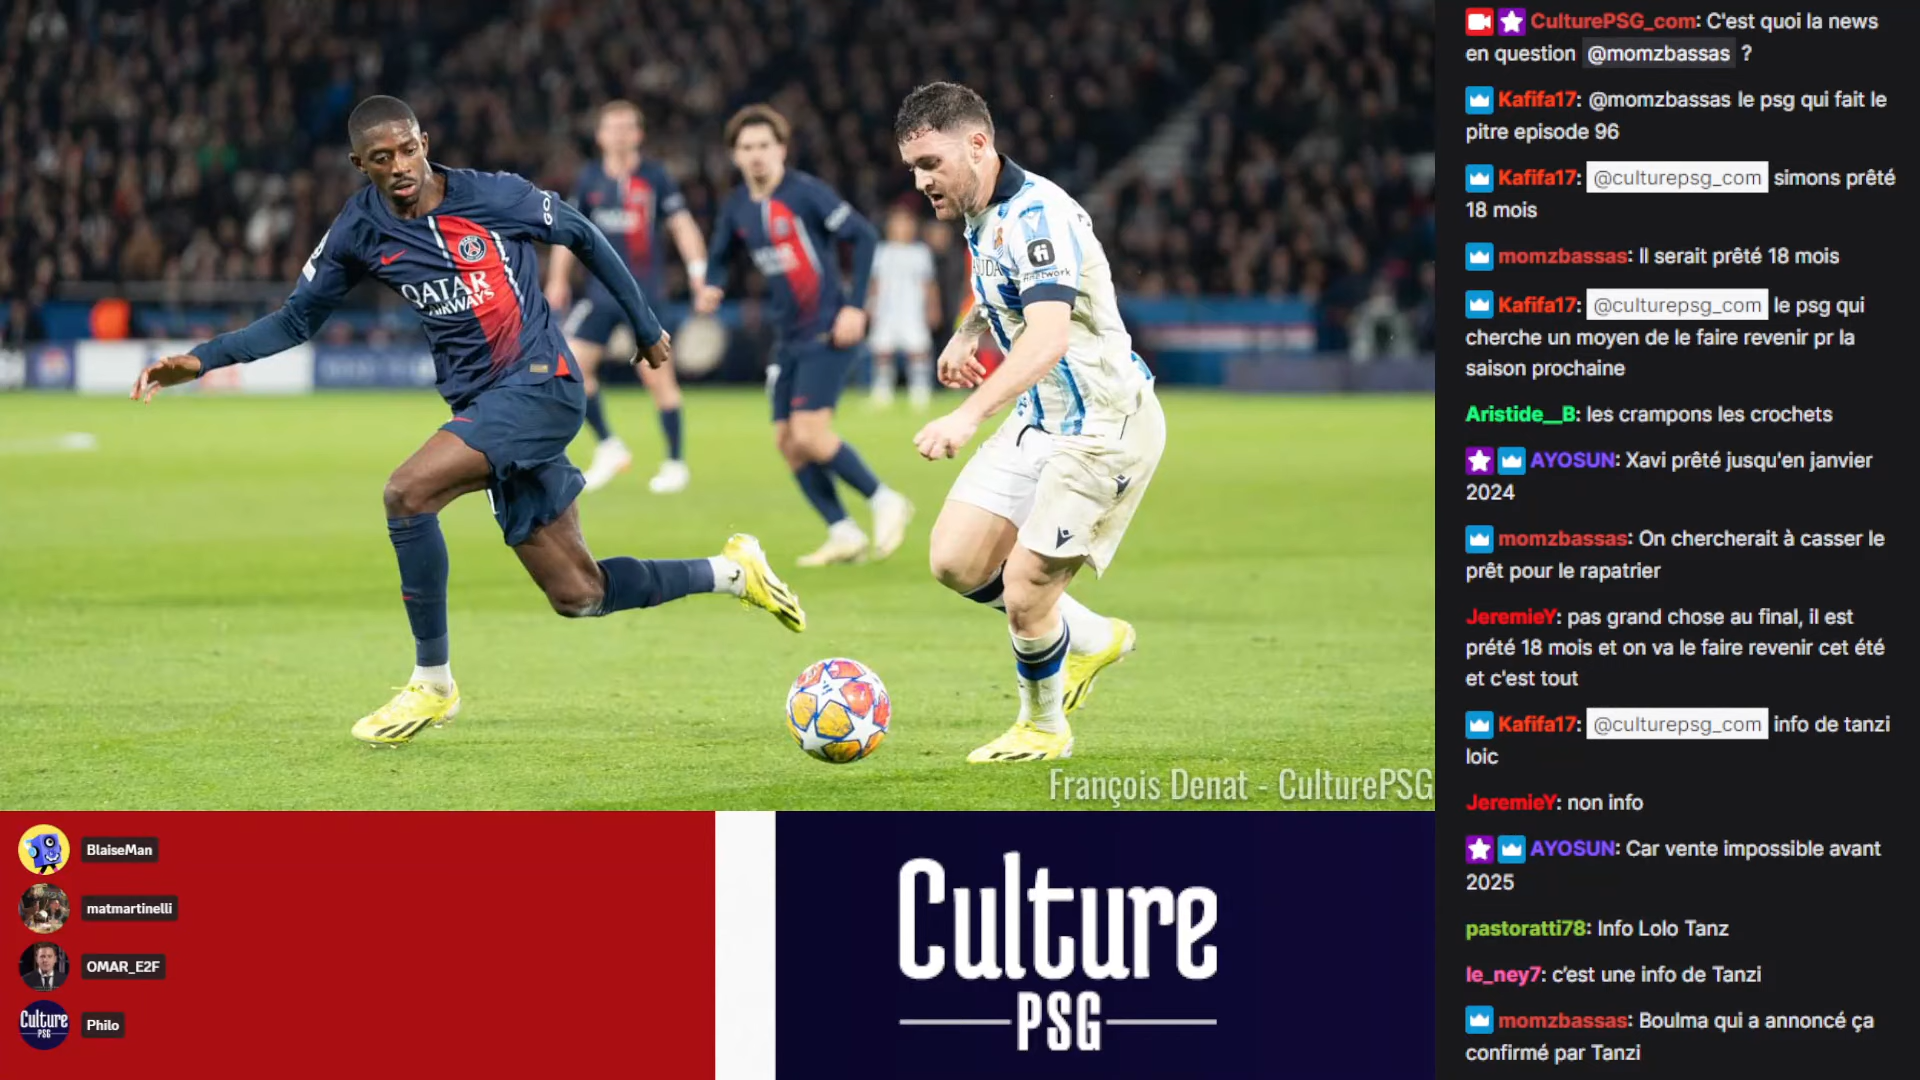 QATAR
AIRWAYS
GOA
François Denat - CulturePSG
BlaiseMan
matmartinelli
OMAR_E2F
Culture
PSG
Philo
Culture
PSG
CulturePSG_com: C'est quoi la news
en question @momzbassas ?
Kafifa17: @momzbassas le psg qui fait le
pitre episode 96
Kafifa17: @culturepsg_com simons prêté
18 mois
momzbassas: Il serait prêté 18 mois
Kafifa17: @culturepsg_com le psg qui
cherche un moyen de le faire revenir pr la
saison prochaine
Aristide__B: les crampons les crochets
AYOSUN: Xavi prêté jusqu'en janvier
2024
momzbassas: On chercherait à casser le
prêt pour le rapatrier
JeremieY: pas grand chose au final, il est
prété 18 mois et on va le faire revenir cet été
et c'est tout
Kafifa17: @culturepsg_com info de tanzi
loic
JeremieY: non info
AYOSUN: Car vente impossible avant
2025
pastoratti78: Info Lolo Tanz
le_ney7: c’est une info de Tanzi
momzbassas: Boulma qui a annoncé ça
confirmé par Tanzi